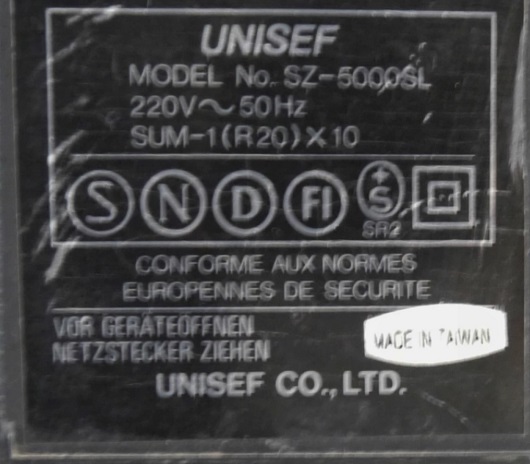 UNISEF
MODEL No. SZ-5000SL
220V～50Hz
SUM-1(R20)X10
S N D FI +S
SR2
CONFORME AUX NORMES
EUROPENNES DE SECURITE
VOR GERÄTEÖFFNEN
NETZSTECKER ZIEHEN
MADE IN TAIWAN
UNISEF CO., LTD.